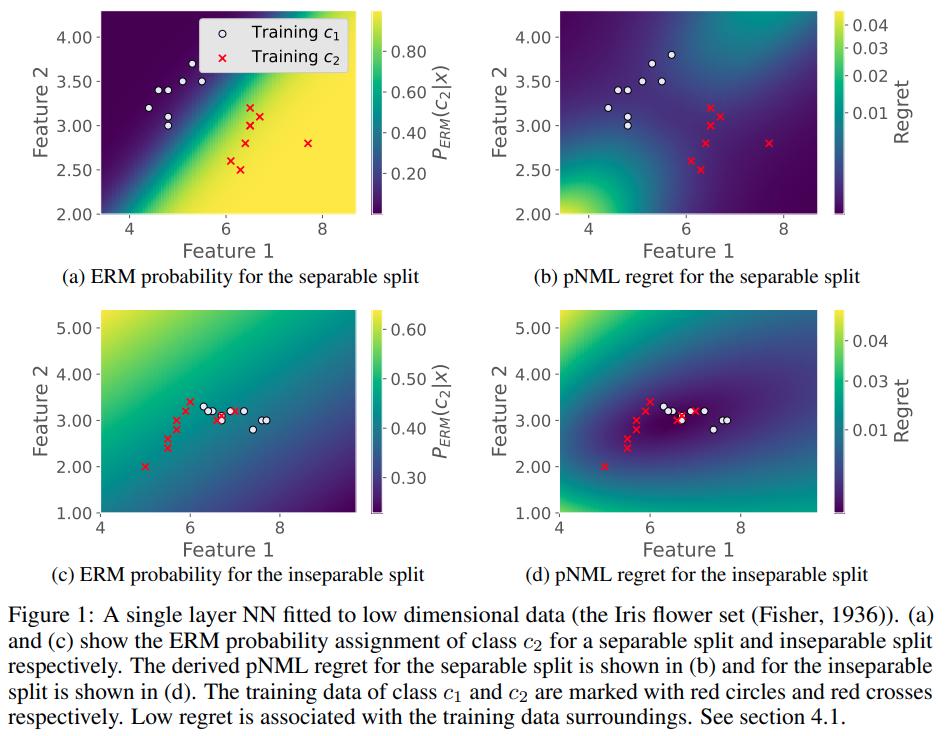 4.00
3.50
3.00
2.50
2.00
Feature 2
4
6
8
Feature 1
Training c₁
Training c₂
0.80
0.60
0.40
0.20
P_ERM(c₂|x)
(a) ERM probability for the separable split
4.00
3.50
3.00
2.50
2.00
Feature 2
4
6
8
Feature 1
0.04
0.03
0.02
0.01
Regret
(b) pNML regret for the separable split
5.00
4.00
3.00
2.00
1.00
Feature 2
4
6
8
Feature 1
0.60
0.50
0.40
0.30
P_ERM(c₂|x)
(c) ERM probability for the inseparable split
5.00
4.00
3.00
2.00
1.00
Feature 2
4
6
8
Feature 1
0.04
0.03
0.01
Regret
(d) pNML regret for the inseparable split
Figure 1: A single layer NN fitted to low dimensional data (the Iris flower set (Fisher, 1936)). (a)
and (c) show the ERM probability assignment of class c₂ for a separable split and inseparable split
respectively. The derived pNML regret for the separable split is shown in (b) and for the inseparable
split is shown in (d). The training data of class c₁ and c₂ are marked with red circles and red crosses
respectively. Low regret is associated with the training data surroundings. See section 4.1.